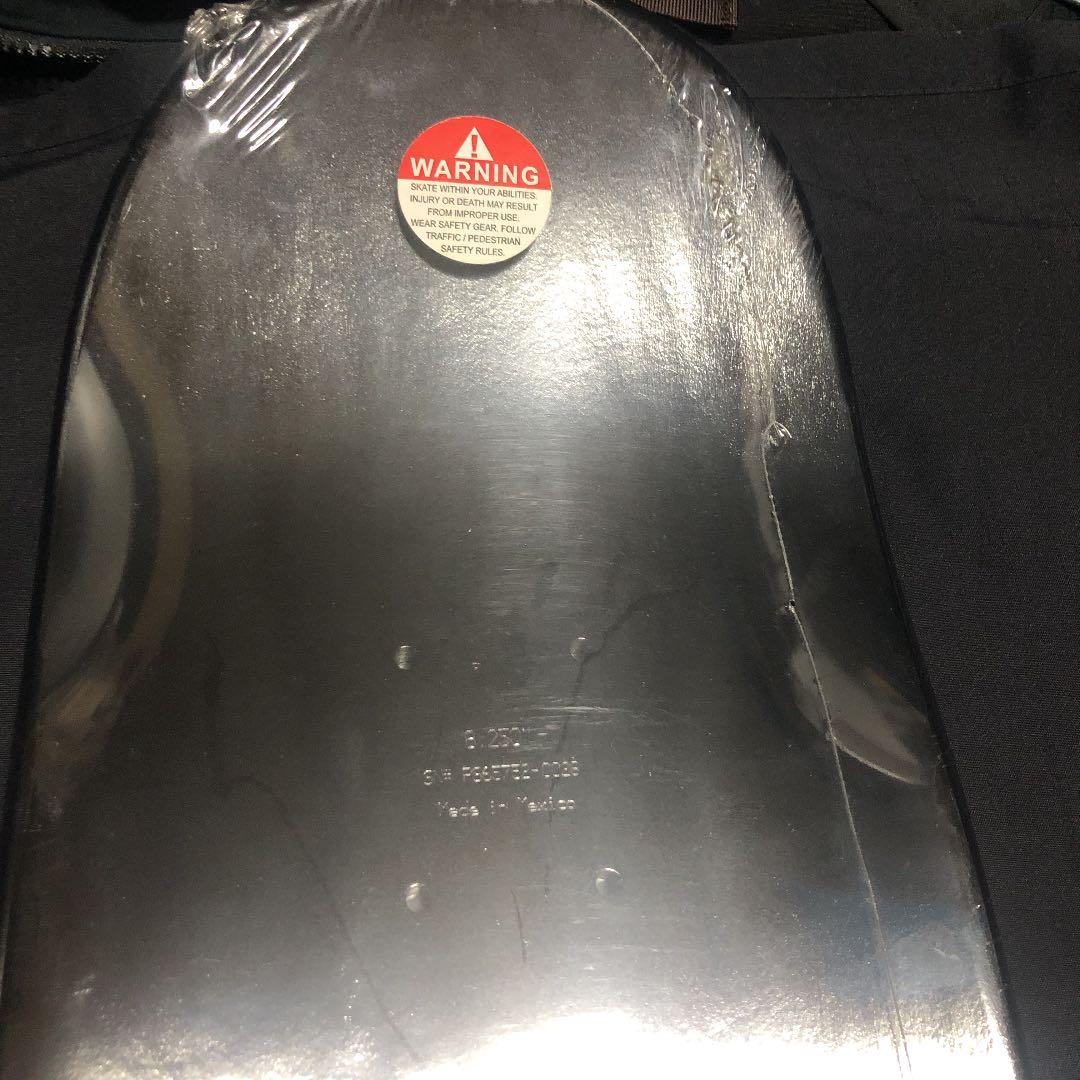 !
WARNING
SKATE WITHIN YOUR ABILITIES.
INJURY OR DEATH MAY RESULT
FROM IMPROPER USE.
WEAR SAFETY GEAR. FOLLOW
TRAFFIC / PEDESTRIAN
SAFETY RULES.
SN#
Made in Mexico